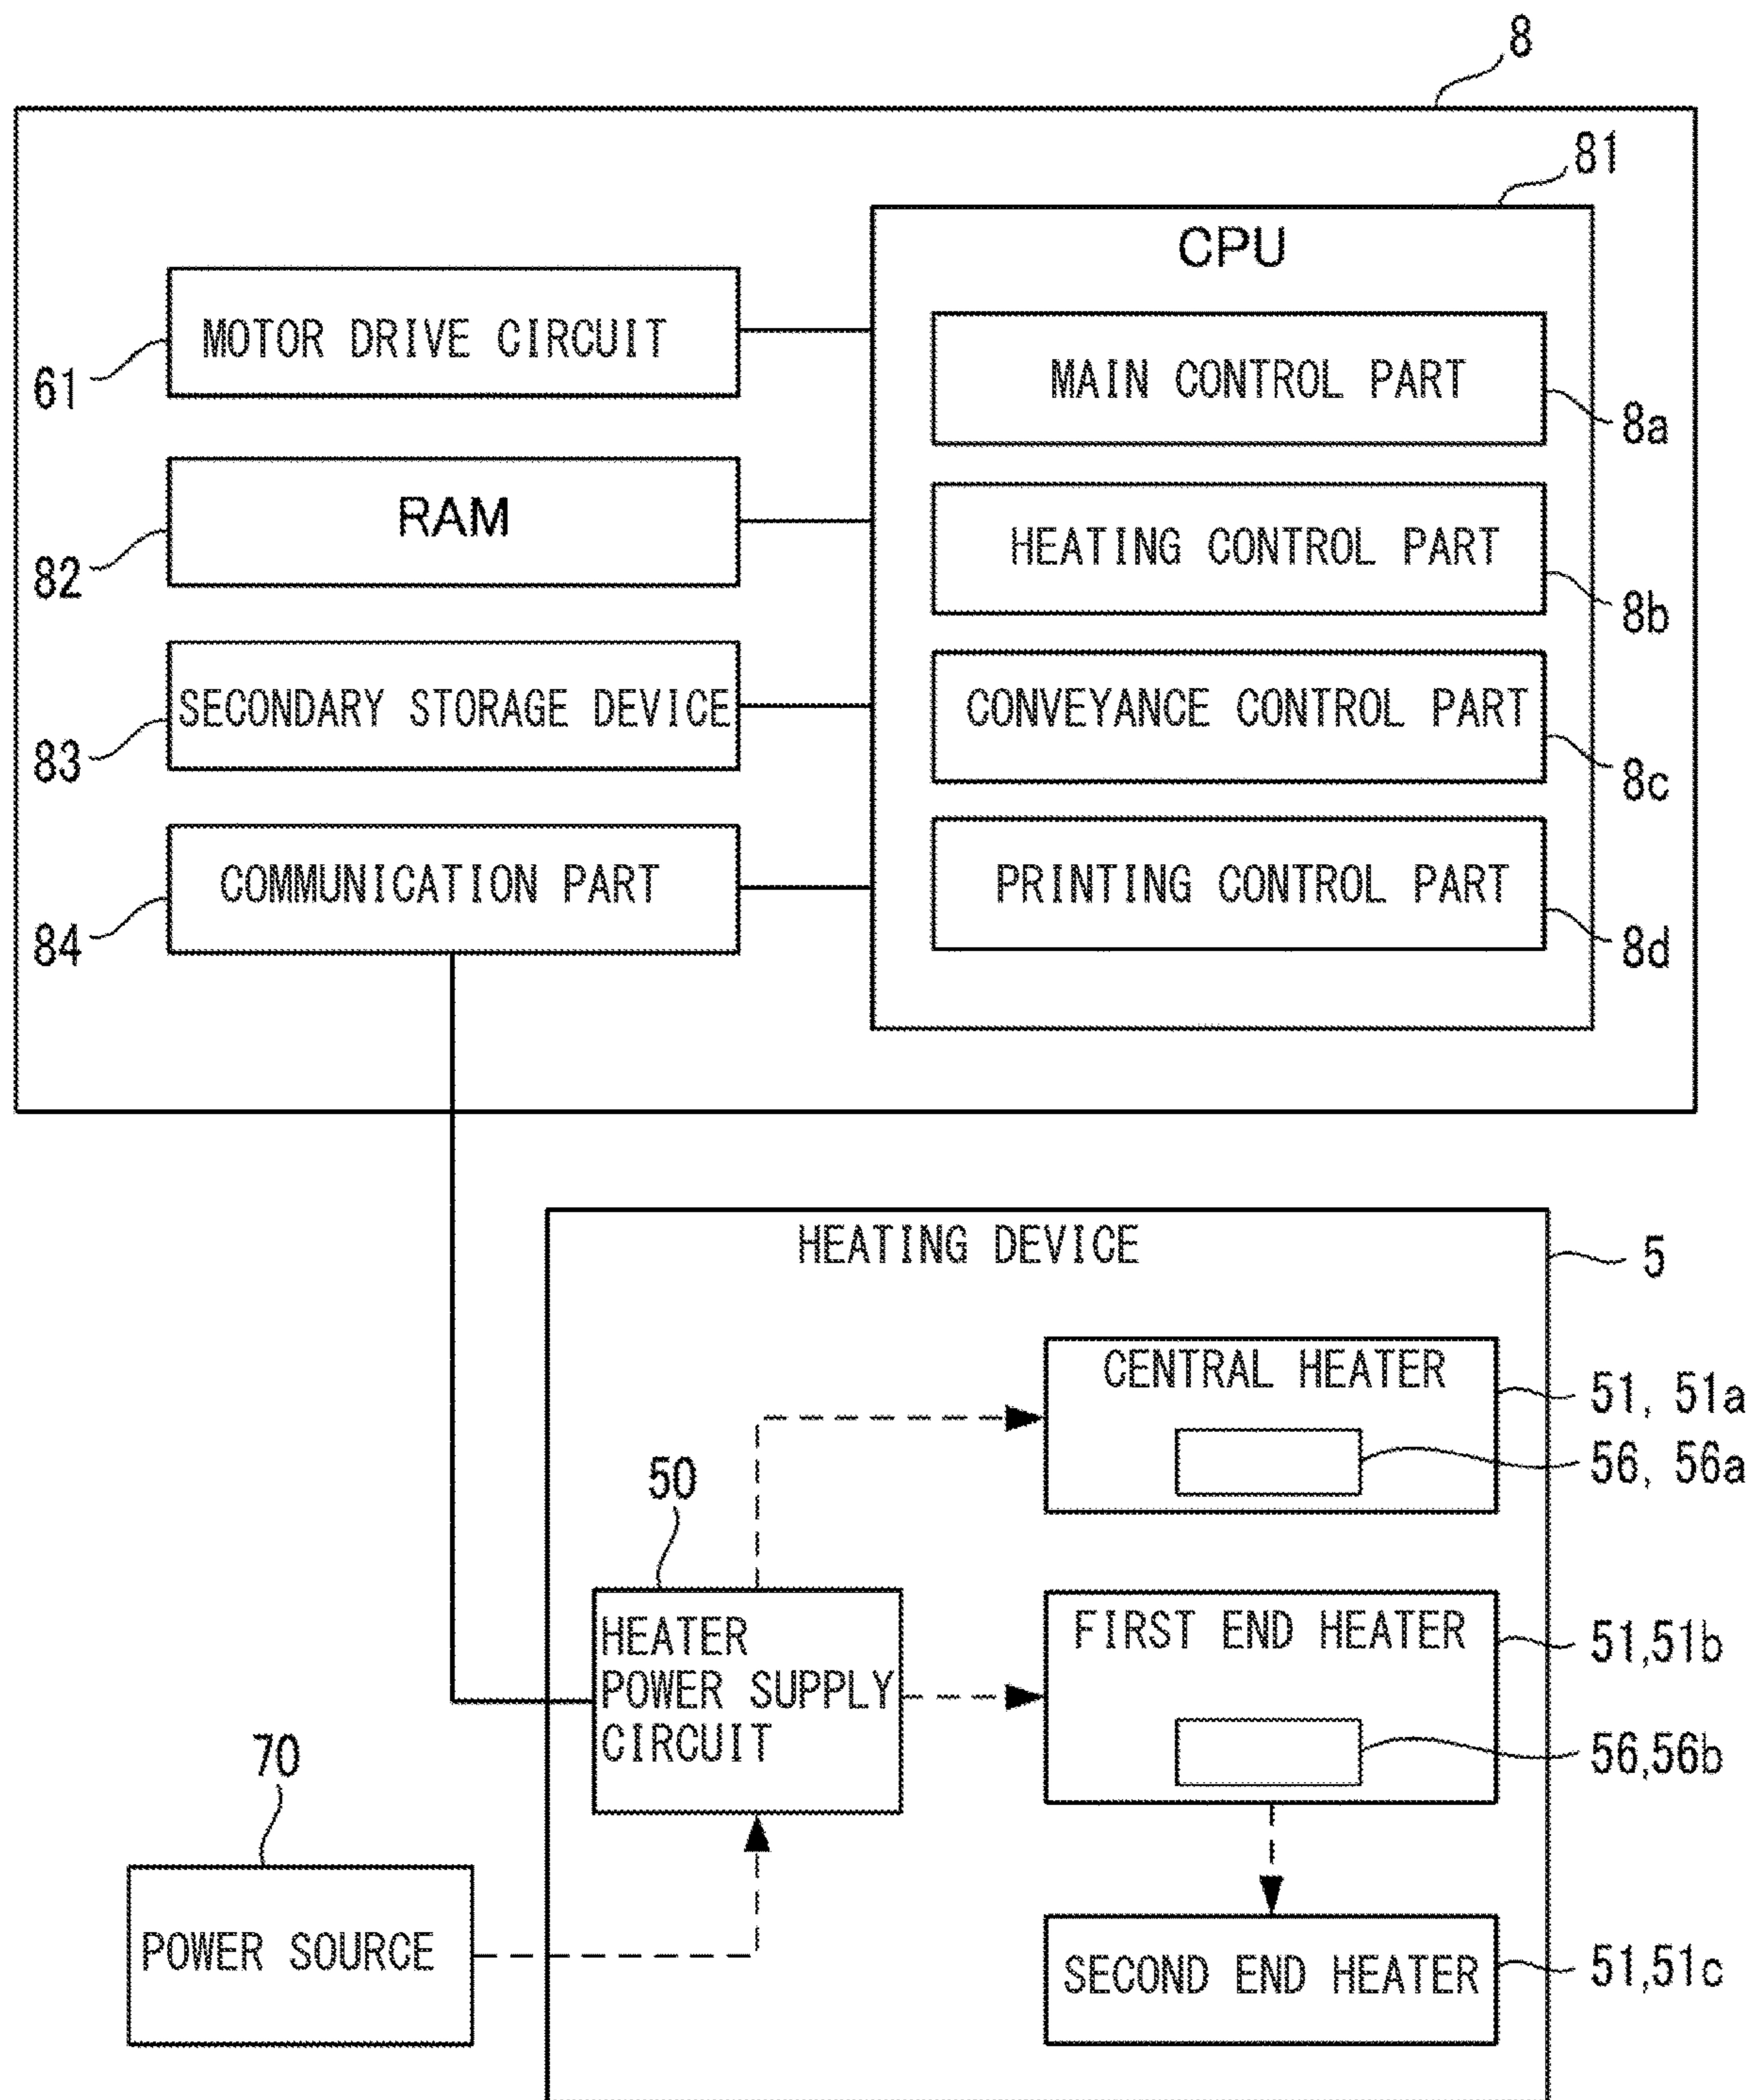 8
81
CPU
MOTOR DRIVE CIRCUIT
61
MAIN CONTROL PART
8a
RAM
82
HEATING CONTROL PART
8b
SECONDARY STORAGE DEVICE
83
CONVEYANCE CONTROL PART
8c
COMMUNICATION PART
84
PRINTING CONTROL PART
8d
HEATING DEVICE
5
CENTRAL HEATER
51, 51a
56, 56a
50
HEATER
POWER SUPPLY
CIRCUIT
FIRST END HEATER
51,51b
56,56b
70
POWER SOURCE
SECOND END HEATER
51,51c